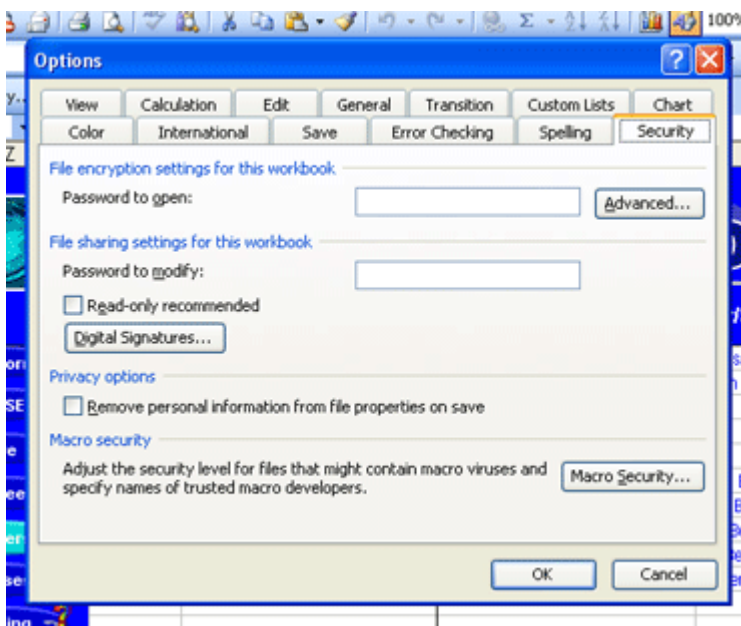 100%
Options
View Calculation Edit General Transition Custom Lists Chart
Color International Save Error Checking Spelling Security
File encryption settings for this workbook
Password to open:
Advanced...
File sharing settings for this workbook
Password to modify:
Read-only recommended
Digital Signatures...
Privacy options
Remove personal information from file properties on save
Macro security
Adjust the security level for files that might contain macro viruses and
specify names of trusted macro developers.
Macro Security...
OK Cancel